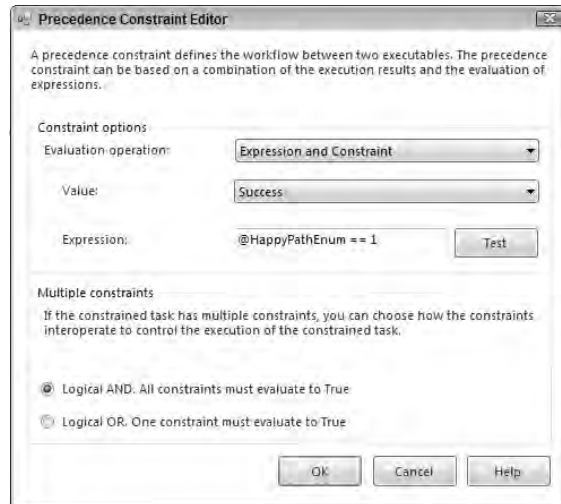 Precedence Constraint Editor
A precedence constraint defines the workflow between two executables. The precedence
constraint can be based on a combination of the execution results and the evaluation of
expressions.
Constraint options
Evaluation operation:
Expression and Constraint
Value:
Success
Expression:
@HappyPathEnum == 1
Test
Multiple constraints
If the constrained task has multiple constraints, you can choose how the constraints
interoperate to control the execution of the constrained task.
Logical AND. All constraints must evaluate to True
Logical OR. One constraint must evaluate to True
OK
Cancel
Help